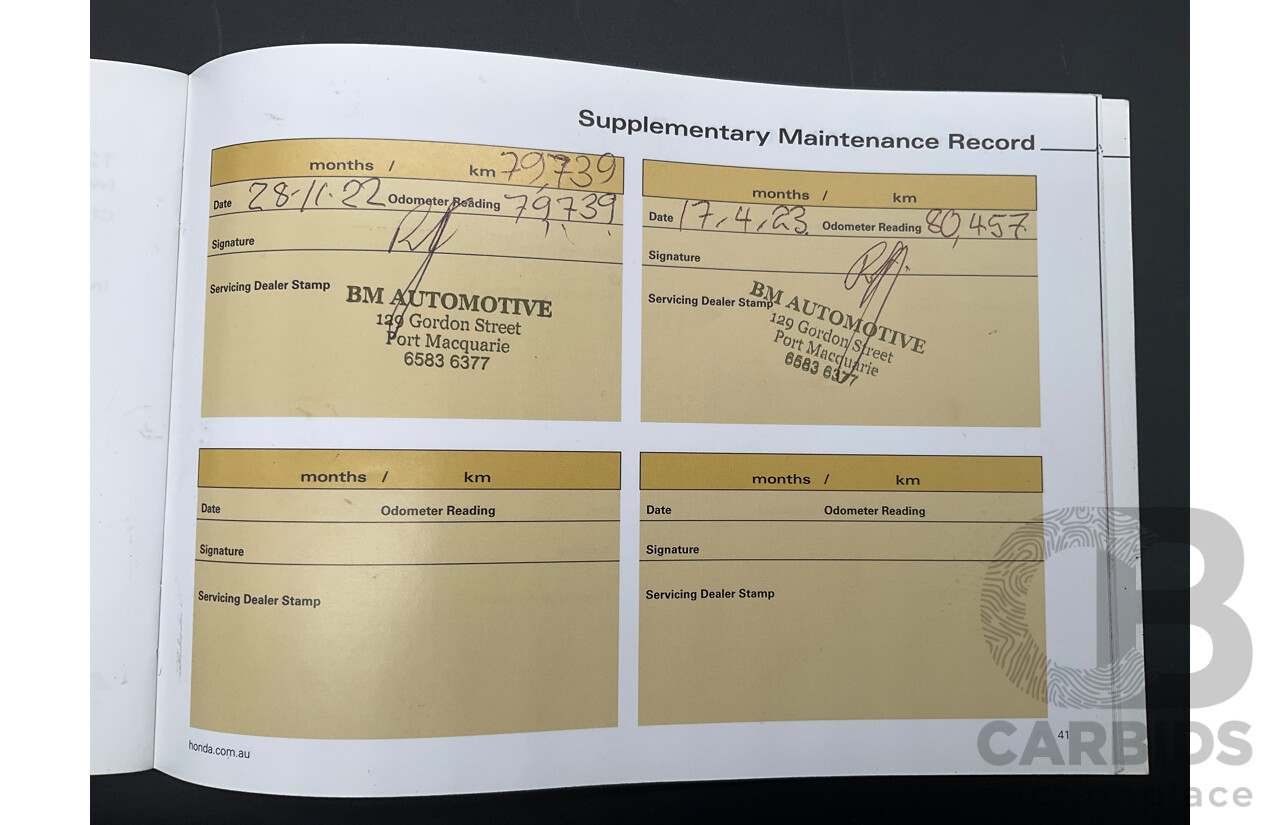 Supplementary Maintenance Record
months / km 79,739
Date 28-11-22 Odometer Reading 79,739
Signature
Servicing Dealer Stamp
BM AUTOMOTIVE
129 Gordon Street
Port Macquarie
6583 6377
months / km
Date 17.4.23 Odometer Reading 80,457
Signature
Servicing Dealer Stamp
BM AUTOMOTIVE
129 Gordon Street
Port Macquarie
6583 6377
months / km
Date Odometer Reading
Signature
Servicing Dealer Stamp
months / km
Date Odometer Reading
Signature
Servicing Dealer Stamp
honda.com.au
41
CB
CARBIDS